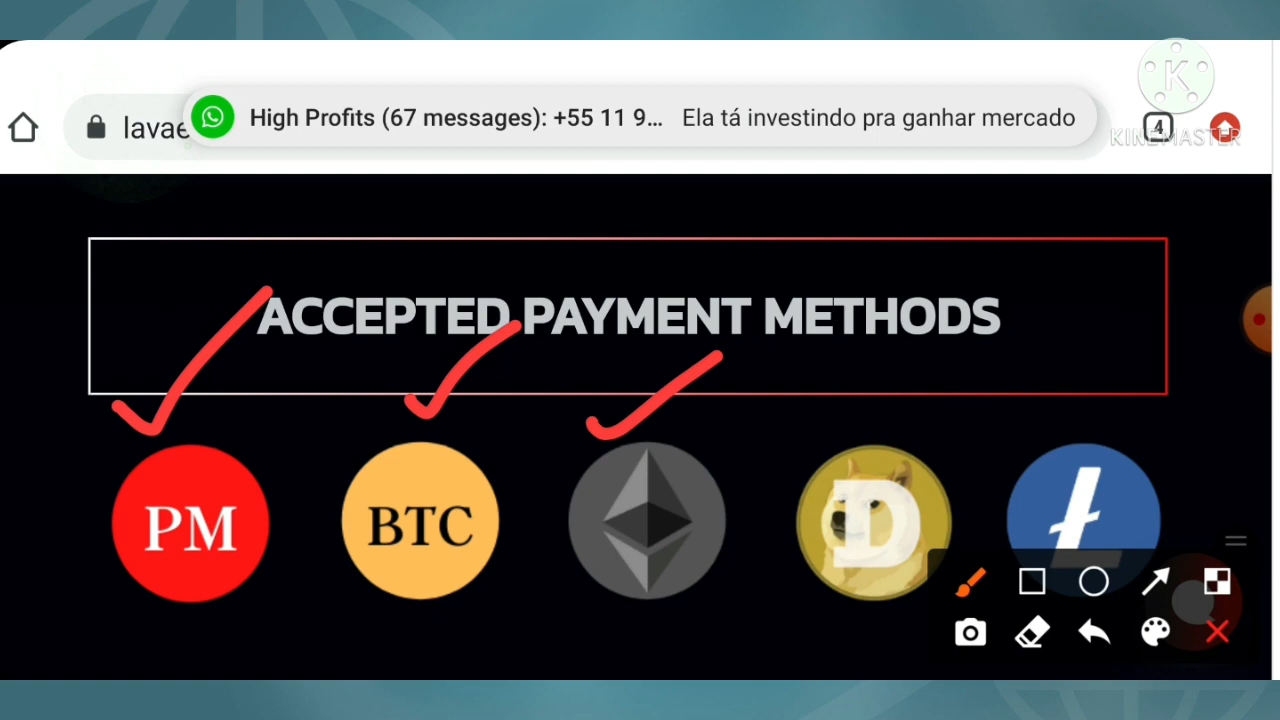 High Profits (67 messages): +55 11 9... Ela tá investindo pra ganhar mercado
lavae
4
K
KINEMASTER
ACCEPTED PAYMENT METHODS
PM
BTC
D